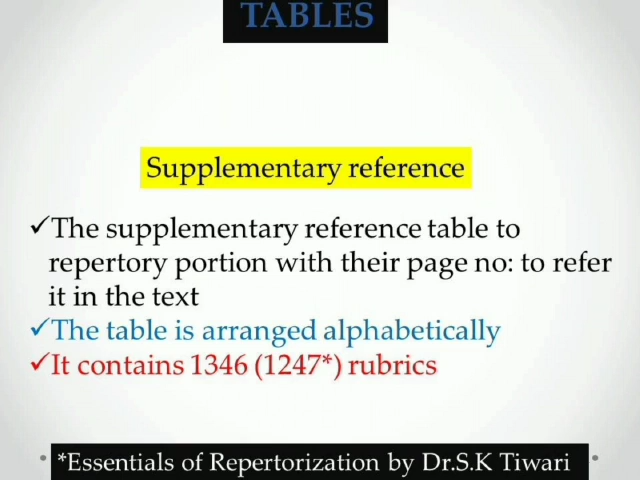 TABLES
Supplementary reference
✓The supplementary reference table to
repertory portion with their page no: to refer
it in the text
✓The table is arranged alphabetically
✓It contains 1346 (1247*) rubrics
*Essentials of Repertorization by Dr.S.K Tiwari